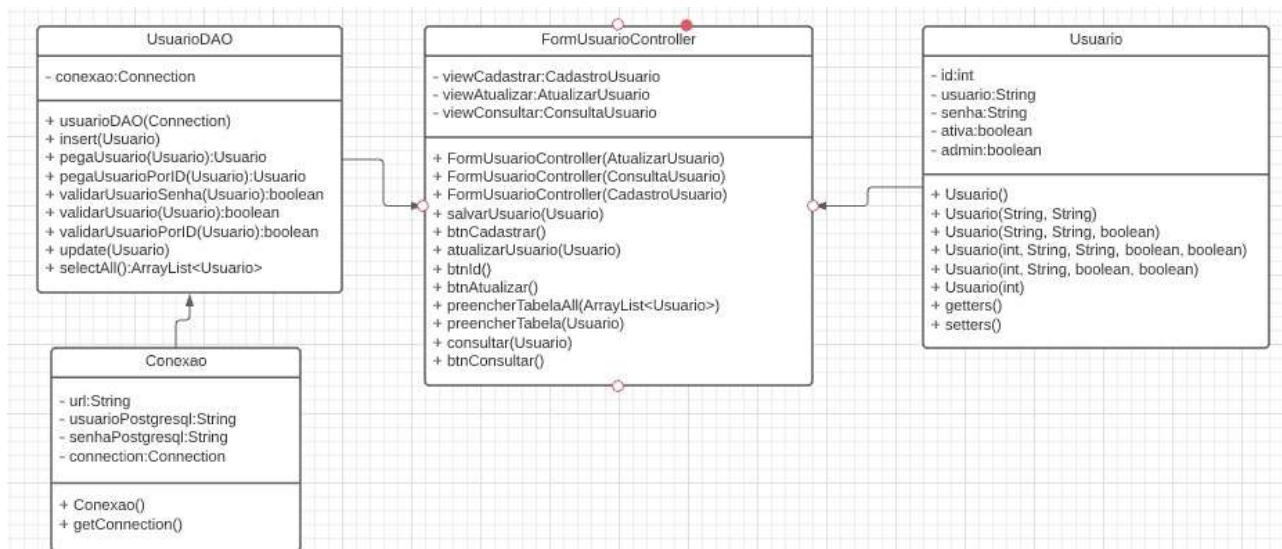 UsuarioDAO
- conexao:Connection
+ usuarioDAO(Connection)
+ insert(Usuario)
+ pegaUsuario(Usuario):Usuario
+ pegaUsuarioPorID(Usuario):Usuario
+ validarUsuarioSenha(Usuario):boolean
+ validarUsuario(Usuario):boolean
+ validarUsuarioPorID(Usuario):boolean
+ update(Usuario)
+ selectAll():ArrayList<Usuario>
Conexao
- url:String
- usuarioPostgresql:String
- senhaPostgresql:String
- connection:Connection
+ Conexao()
+ getConnection()
FormUsuarioController
- viewCadastrar:CadastroUsuario
- viewAtualizar:AtualizarUsuario
- viewConsultar:ConsultaUsuario
+ FormUsuarioController(AtualizarUsuario)
+ FormUsuarioController(ConsultaUsuario)
+ FormUsuarioController(CadastroUsuario)
+ salvarUsuario(Usuario)
+ btnCadastrar()
+ atualizarUsuario(Usuario)
+ btnId()
+ btnAtualizar()
+ preencherTabelaAll(ArrayList<Usuario>)
+ preencherTabela(Usuario)
+ consultar(Usuario)
+ btnConsultar()
Usuario
- id:int
- usuario:String
- senha:String
- ativa:boolean
- admin:boolean
+ Usuario()
+ Usuario(String, String)
+ Usuario(String, String, boolean)
+ Usuario(int, String, String, boolean, boolean)
+ Usuario(int, String, boolean, boolean)
+ Usuario(int)
+ getters()
+ setters()